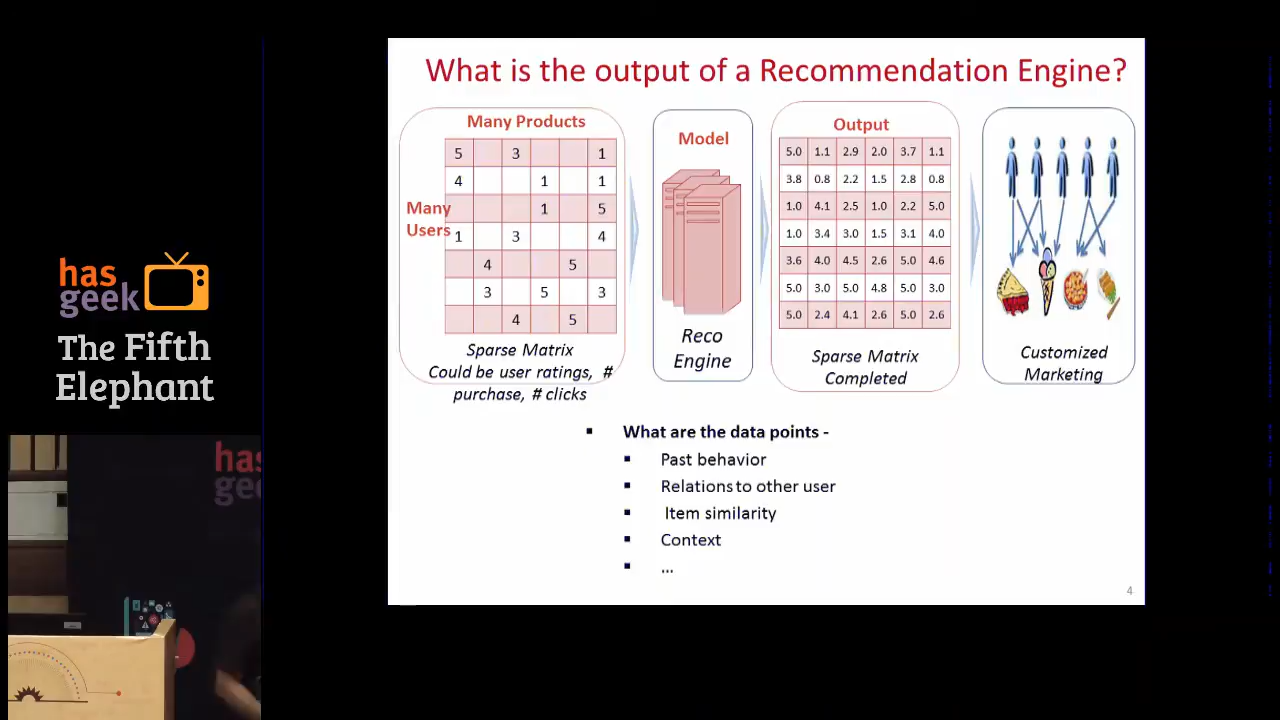 What is the output of a Recommendation Engine?
Many Products
Many
Users
5 3 1
4 1 1
1 5
1 3 4
4 5
3 5 3
4 5
Sparse Matrix
Could be user ratings, #
purchase, # clicks
Model
Reco
Engine
Output
5.0 1.1 2.9 2.0 3.7 1.1
3.8 0.8 2.2 1.5 2.8 0.8
1.0 4.1 2.5 1.0 2.2 5.0
1.0 3.4 3.0 1.5 3.1 4.0
3.6 4.0 4.5 2.6 5.0 4.6
5.0 3.0 5.0 4.8 5.0 3.0
5.0 2.4 4.1 2.6 5.0 2.6
Sparse Matrix
Completed
Customized
Marketing
▪ What are the data points -
▪ Past behavior
▪ Relations to other user
▪ Item similarity
▪ Context
▪ ...
4
has
geek
The Fifth
Elephant
has
geek